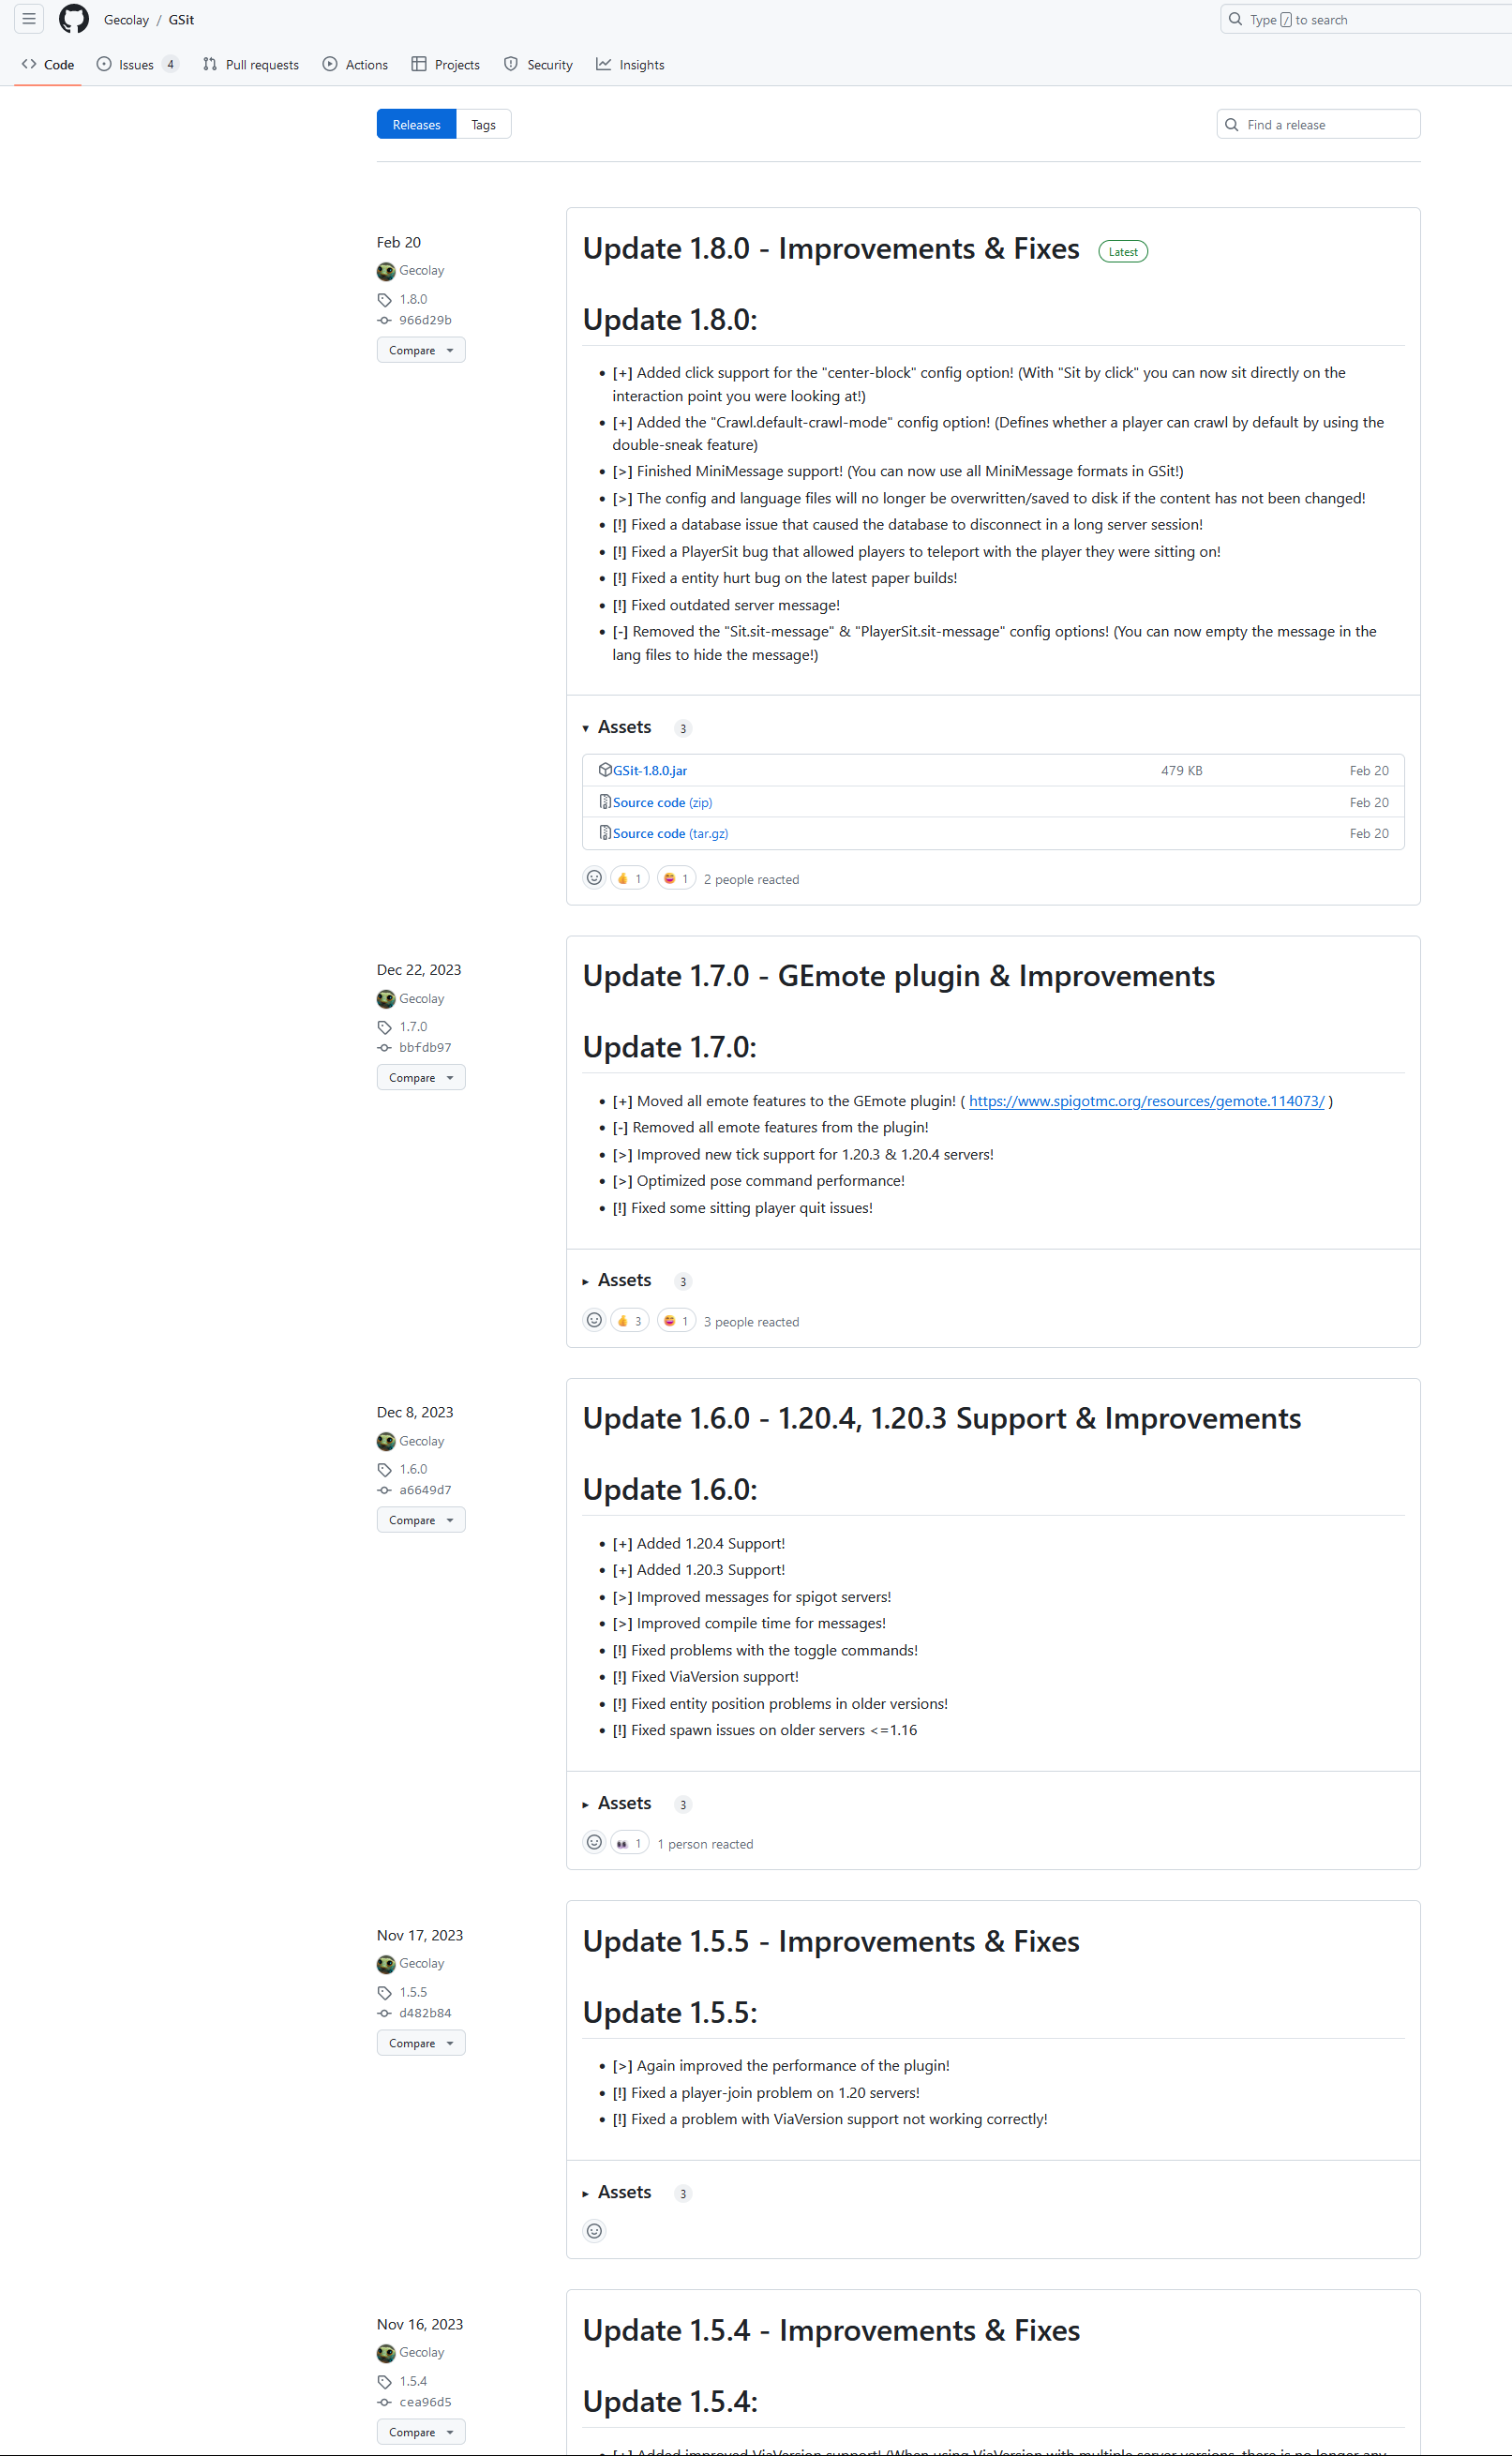 Gecolay / GSit
Type / to search
Code
Issues 4
Pull requests
Actions
Projects
Security
Insights
Releases
Tags
Find a release
Feb 20
Gecolay
1.8.0
966d29b
Compare
Update 1.8.0 - Improvements & Fixes Latest
Update 1.8.0:
• [+] Added click support for the "center-block" config option! (With "Sit by click" you can now sit directly on the
interaction point you were looking at!)
• [+] Added the "Crawl.default-crawl-mode" config option! (Defines whether a player can crawl by default by using the
double-sneak feature)
• [>] Finished MiniMessage support! (You can now use all MiniMessage formats in GSit!)
• [>] The config and language files will no longer be overwritten/saved to disk if the content has not been changed!
• [!] Fixed a database issue that caused the database to disconnect in a long server session!
• [!] Fixed a PlayerSit bug that allowed players to teleport with the player they were sitting on!
• [!] Fixed a entity hurt bug on the latest paper builds!
• [!] Fixed outdated server message!
• [-] Removed the "Sit.sit-message" & "PlayerSit.sit-message" config options! (You can now empty the message in the
lang files to hide the message!)
Assets 3
GSit-1.8.0.jar 479 KB Feb 20
Source code (zip) Feb 20
Source code (tar.gz) Feb 20
1 1 2 people reacted
Dec 22, 2023
Gecolay
1.7.0
bbfdb97
Compare
Update 1.7.0 - GEmote plugin & Improvements
Update 1.7.0:
• [+] Moved all emote features to the GEmote plugin! ( https://www.spigotmc.org/resources/gemote.114073/ )
• [-] Removed all emote features from the plugin!
• [>] Improved new tick support for 1.20.3 & 1.20.4 servers!
• [>] Optimized pose command performance!
• [!] Fixed some sitting player quit issues!
Assets 3
3 1 3 people reacted
Dec 8, 2023
Gecolay
1.6.0
a6649d7
Compare
Update 1.6.0 - 1.20.4, 1.20.3 Support & Improvements
Update 1.6.0:
• [+] Added 1.20.4 Support!
• [+] Added 1.20.3 Support!
• [>] Improved messages for spigot servers!
• [>] Improved compile time for messages!
• [!] Fixed problems with the toggle commands!
• [!] Fixed ViaVersion support!
• [!] Fixed entity position problems in older versions!
• [!] Fixed spawn issues on older servers <=1.16
Assets 3
1 1 person reacted
Nov 17, 2023
Gecolay
1.5.5
d482b84
Compare
Update 1.5.5 - Improvements & Fixes
Update 1.5.5:
• [>] Again improved the performance of the plugin!
• [!] Fixed a player-join problem on 1.20 servers!
• [!] Fixed a problem with ViaVersion support not working correctly!
Assets 3
Nov 16, 2023
Gecolay
1.5.4
cea96d5
Compare
Update 1.5.4 - Improvements & Fixes
Update 1.5.4:
• [+] Added improved ViaVersion support! (When using ViaVersion with multiple server versions, there is no longer any